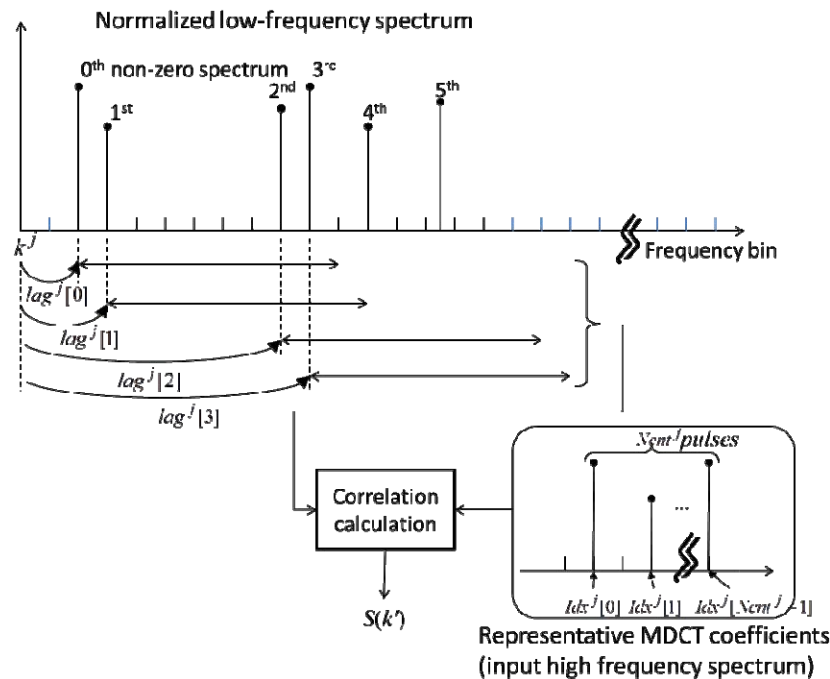 Normalized low-frequency spectrum
0th non-zero spectrum
3rc
2nd
1st
4th
5th
k^j
Frequency bin
lag^j[0]
lag^j[1]
lag^j[2]
lag^j[3]
Ncnt^j pulses
Correlation
calculation
...
S(k')
Idx^j[0] Idx^j[1] Idx^j[Ncnt^j-1]
Representative MDCT coefficients
(input high frequency spectrum)